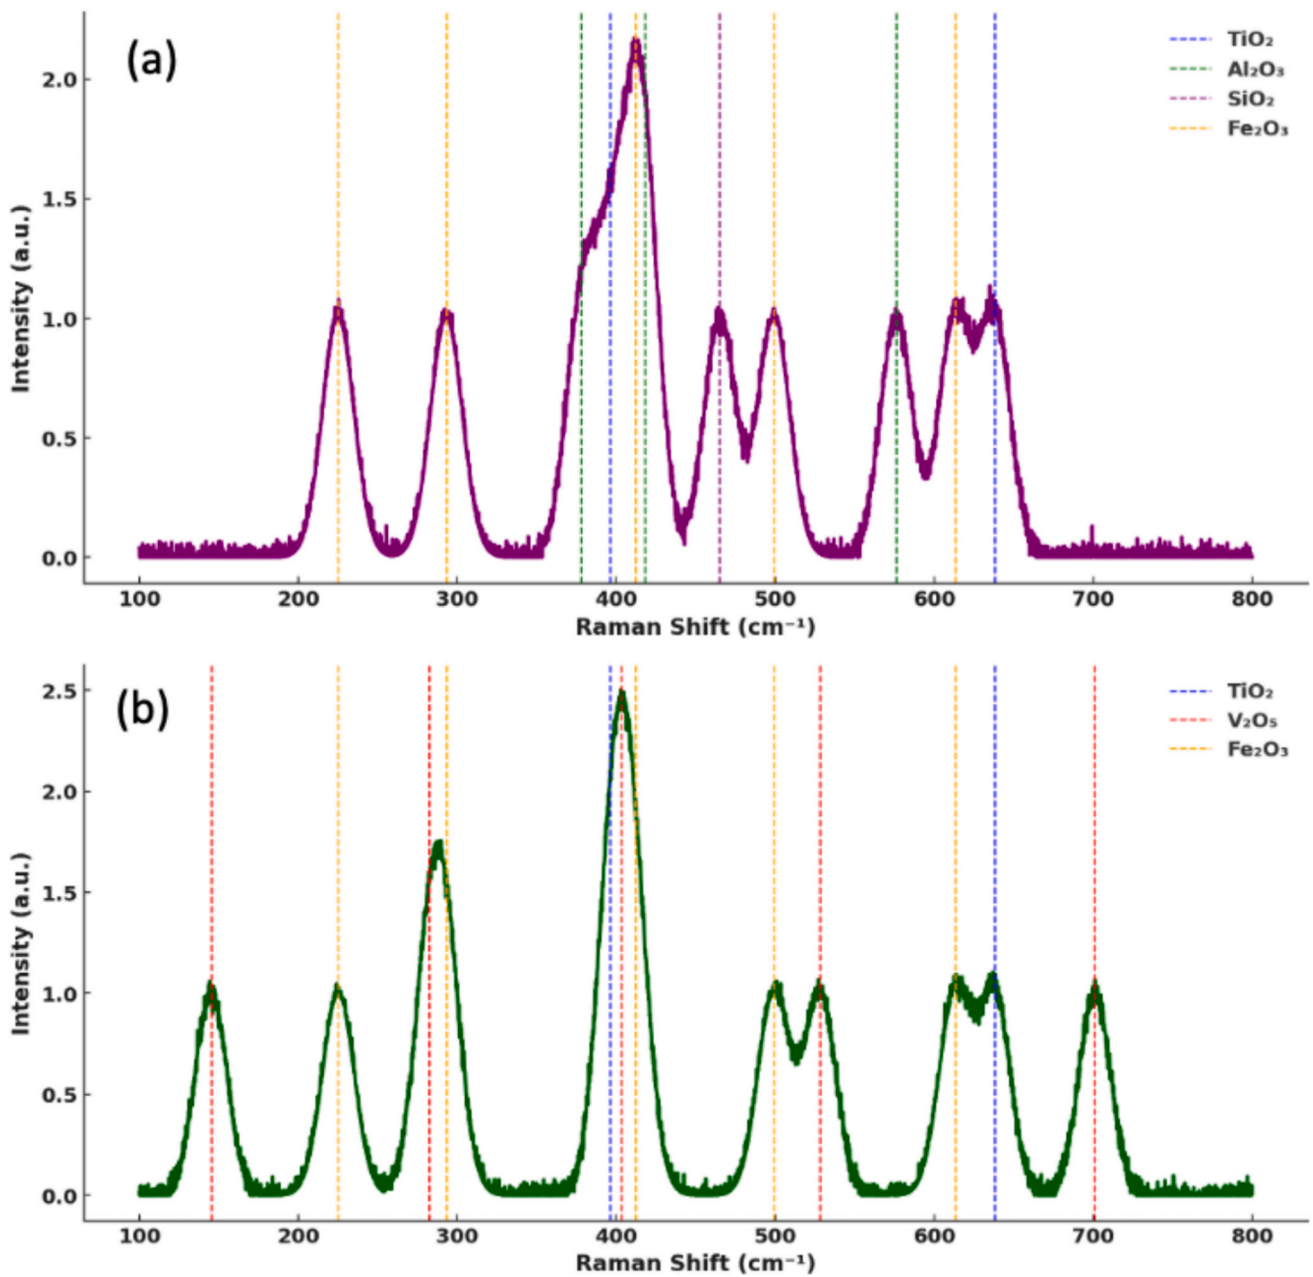 (a)
TiO₂
Al₂O₃
SiO₂
Fe₂O₃
2.0
1.5
1.0
0.5
0.0
Intensity (a.u.)
100 200 300 400 500 600 700 800
Raman Shift (cm⁻¹)
(b)
TiO₂
V₂O₅
Fe₂O₃
2.5
2.0
1.5
1.0
0.5
0.0
Intensity (a.u.)
100 200 300 400 500 600 700 800
Raman Shift (cm⁻¹)